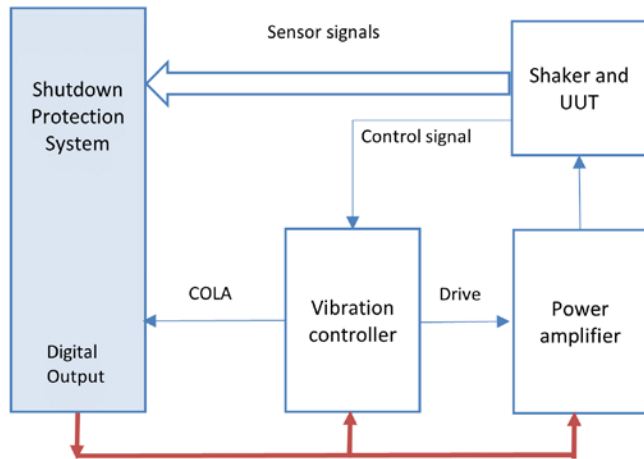 Sensor signals
Shutdown
Protection
System
Shaker and
UUT
Control signal
COLA
Vibration
controller
Drive
Power
amplifier
Digital
Output